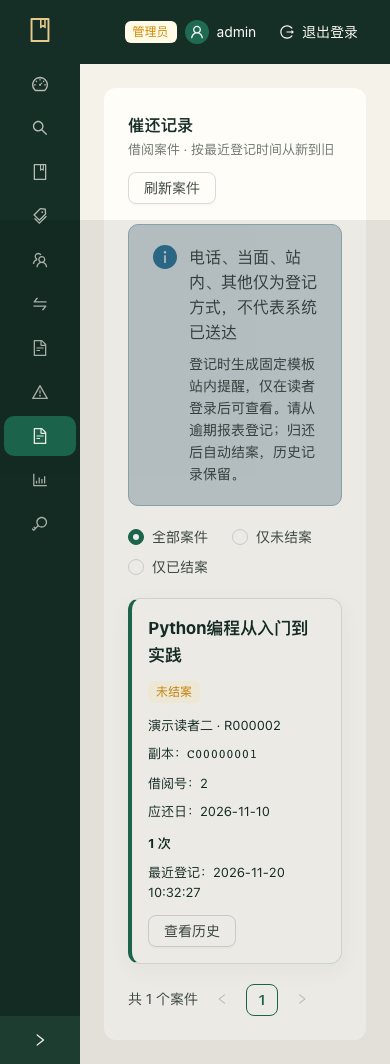 管理员 admin 退出登录
催还记录
借阅案件 · 按最近登记时间从新到旧
刷新案件
电话、当面、站
内、其他仅为登记
方式，不代表系统
已送达
登记时生成固定模板
站内提醒，仅在读者
登录后可查看。请从
逾期报表登记；归还
后自动结案，历史记
录保留。
全部案件 仅未结案
仅已结案
Python编程从入门到
实践
未结案
演示读者二 · R000002
副本：C00000001
借阅号：2
应还日：2026-11-10
1 次
最近登记：2026-11-20
10:32:27
查看历史
共 1 个案件 1